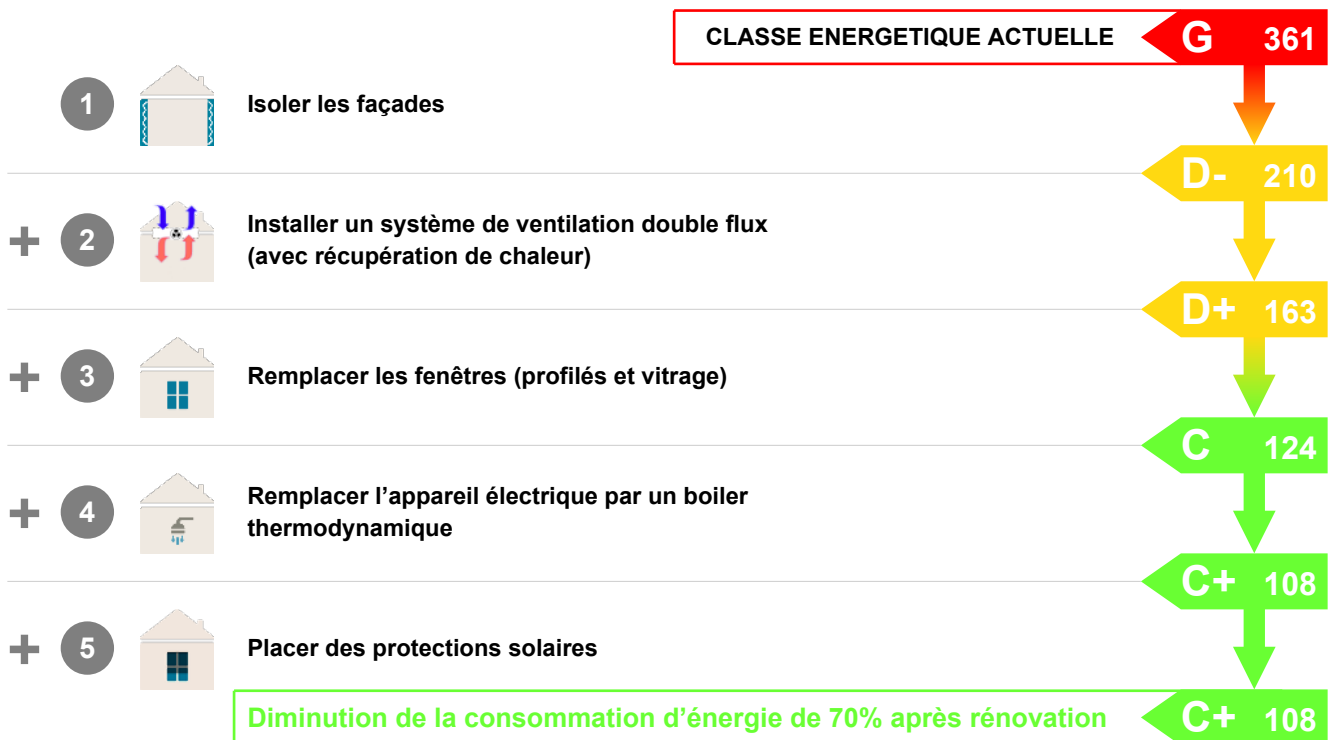 CLASSE ENERGETIQUE ACTUELLE G 361
1 Isoler les façades
D- 210
+ 2 Installer un système de ventilation double flux
(avec récupération de chaleur)
D+ 163
+ 3 Remplacer les fenêtres (profilés et vitrage)
C 124
+ 4 Remplacer l’appareil électrique par un boiler
thermodynamique
C+ 108
+ 5 Placer des protections solaires
Diminution de la consommation d’énergie de 70% après rénovation C+ 108